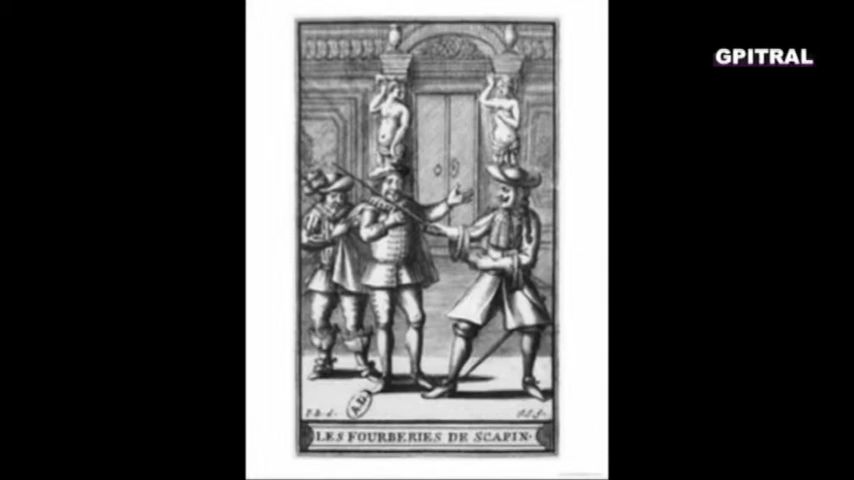 GPITRAL
A.D
P.B.d.
LES FOURBERIES DE SCAPIN.